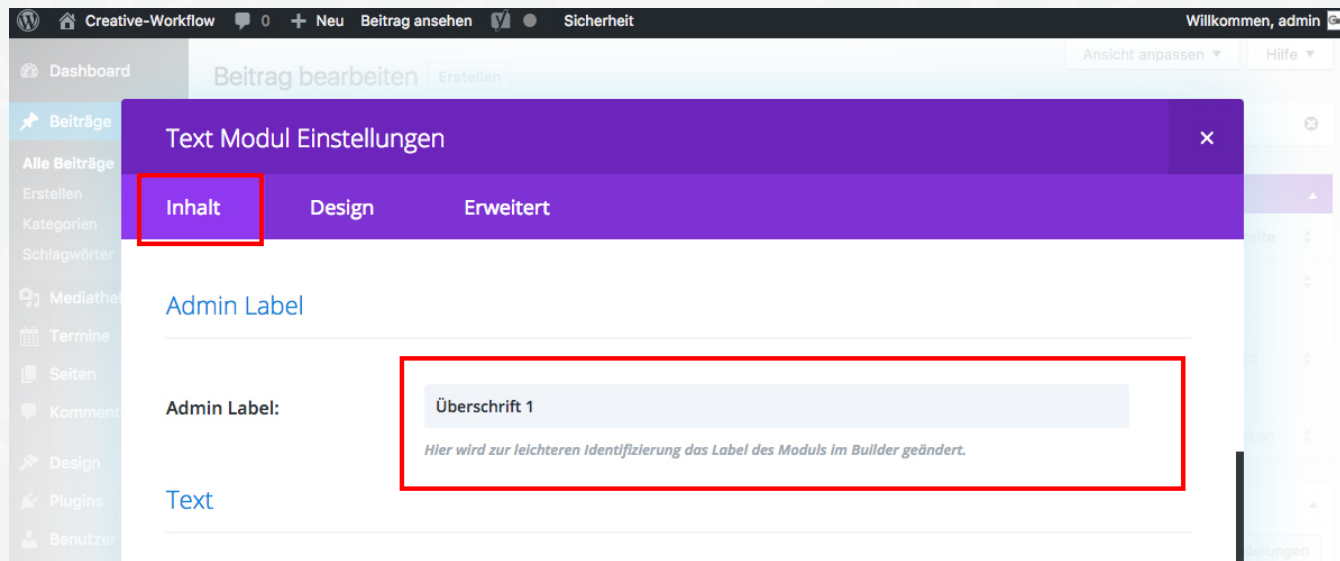 Creative-Workflow 0 Neu Beitrag ansehen Sicherheit Willkommen, admin
Ansicht anpassen Hilfe
Dashboard
Beitrag bearbeiten Erstellen
Beiträge
Text Modul Einstellungen
Alle Beiträge
Erstellen
Inhalt Design Erweitert
Kategorien
Schlagwörter
Admin Label
Termine
Seiten
Admin Label:
Überschrift 1
Hier wird zur leichteren Identifizierung das Label des Moduls im Builder geändert.
Design
Plugins
Text
Benutzer